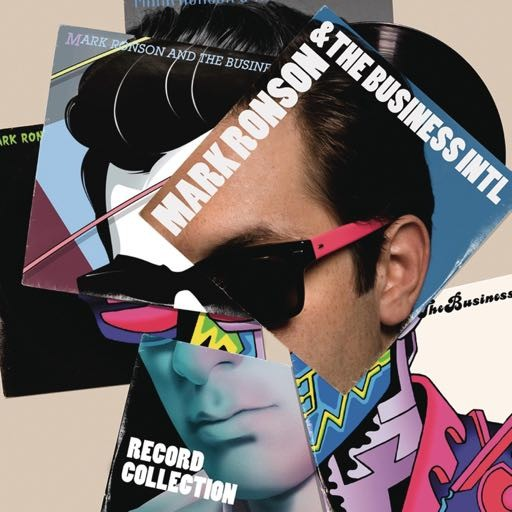 MARK RONSON AND THE BUSINE
MARK RONSON
& THE BUSINESS INTL
ARK RON
The Business
RECORD
COLLECTION